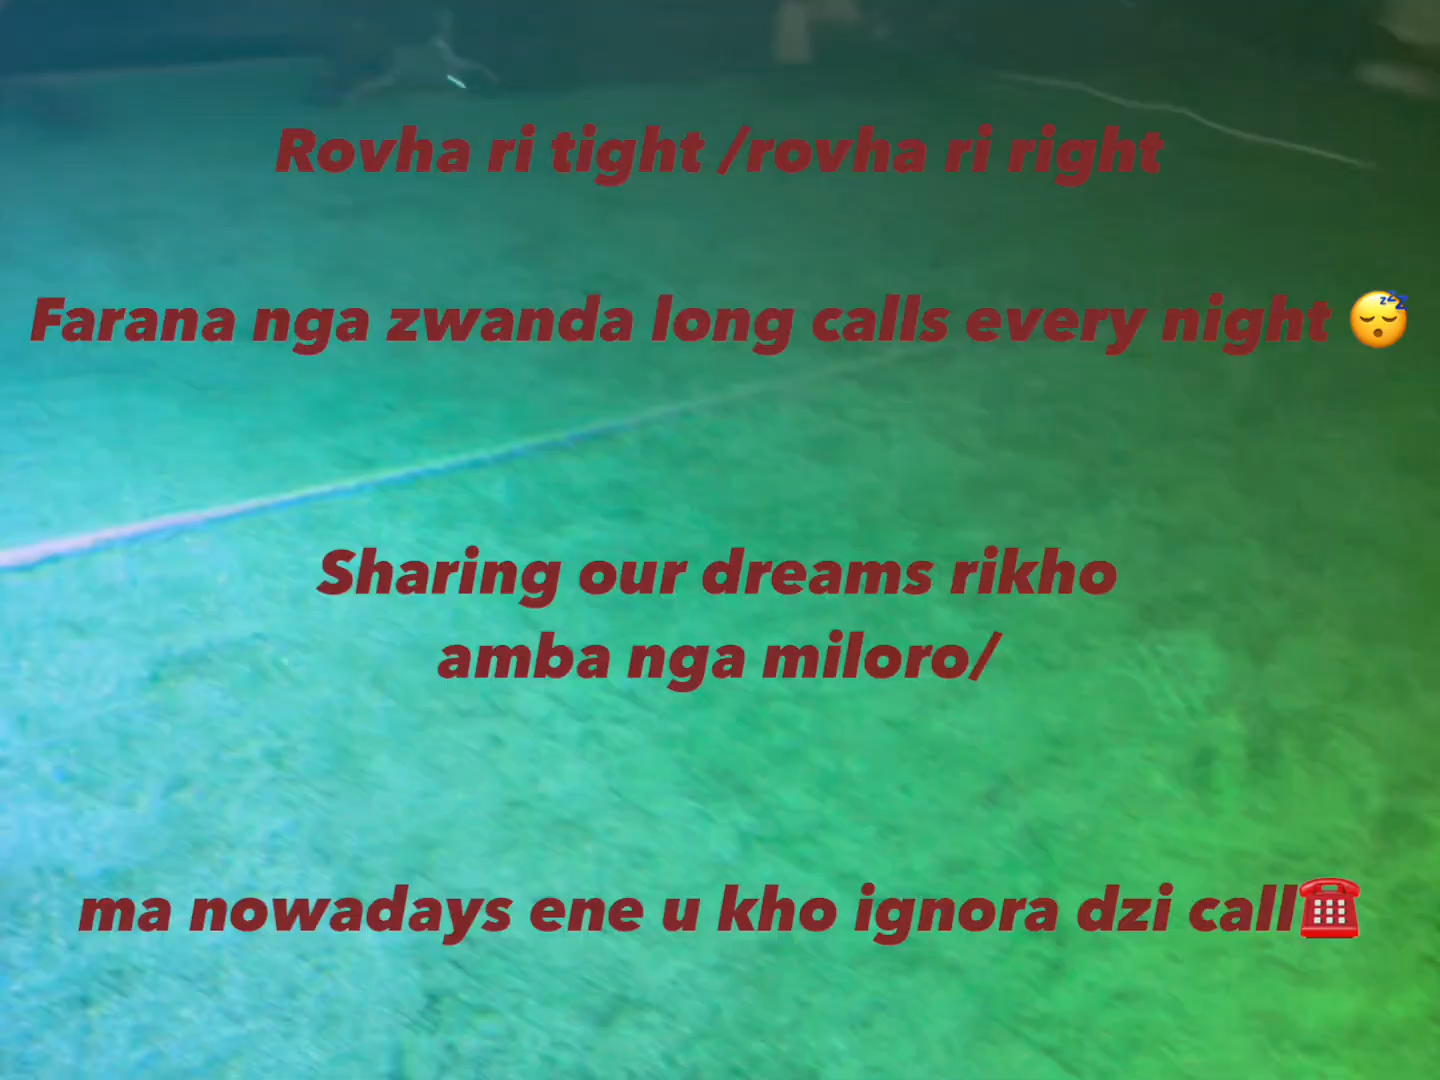 Rovha ri tight /rovha ri right
Farana nga zwanda long calls every night 😴
Sharing our dreams rikho
amba nga miloro/
ma nowadays ene u kho ignora dzi call☎️